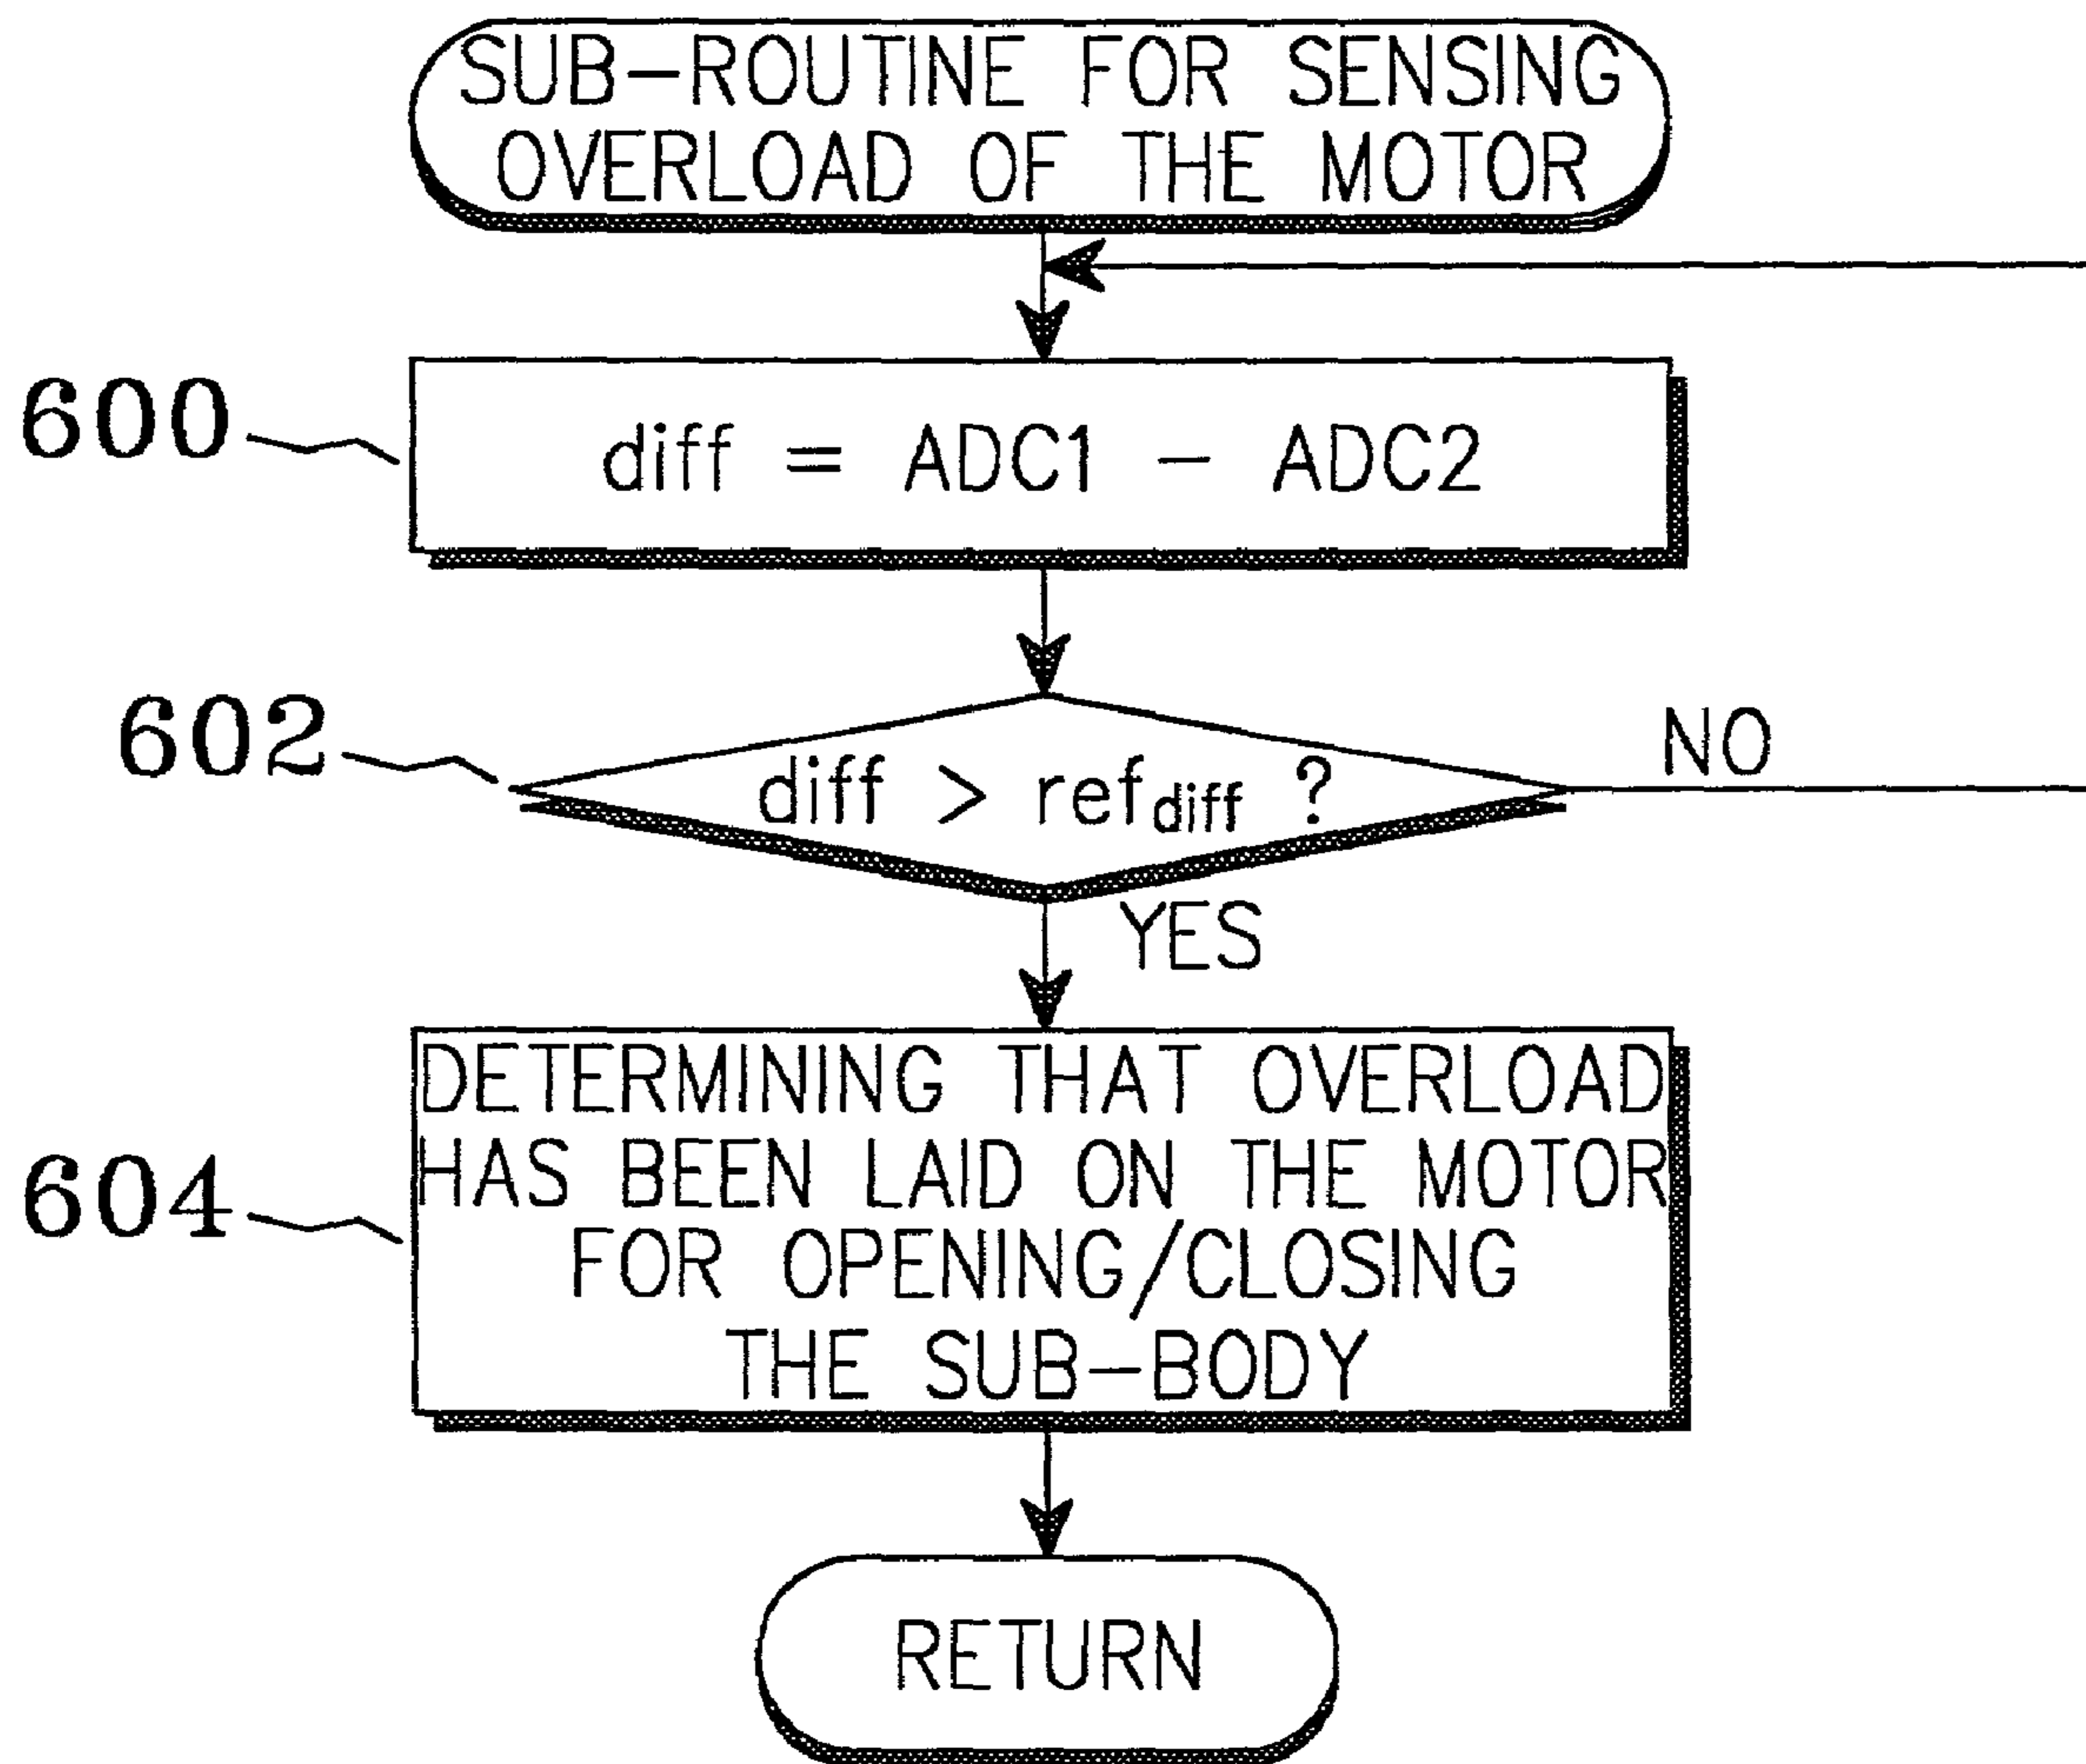 SUB-ROUTINE FOR SENSING
OVERLOAD OF THE MOTOR
600
diff = ADC1 - ADC2
602
diff > refdiff ?
NO
YES
604
DETERMINING THAT OVERLOAD
HAS BEEN LAID ON THE MOTOR
FOR OPENING/CLOSING
THE SUB-BODY
RETURN